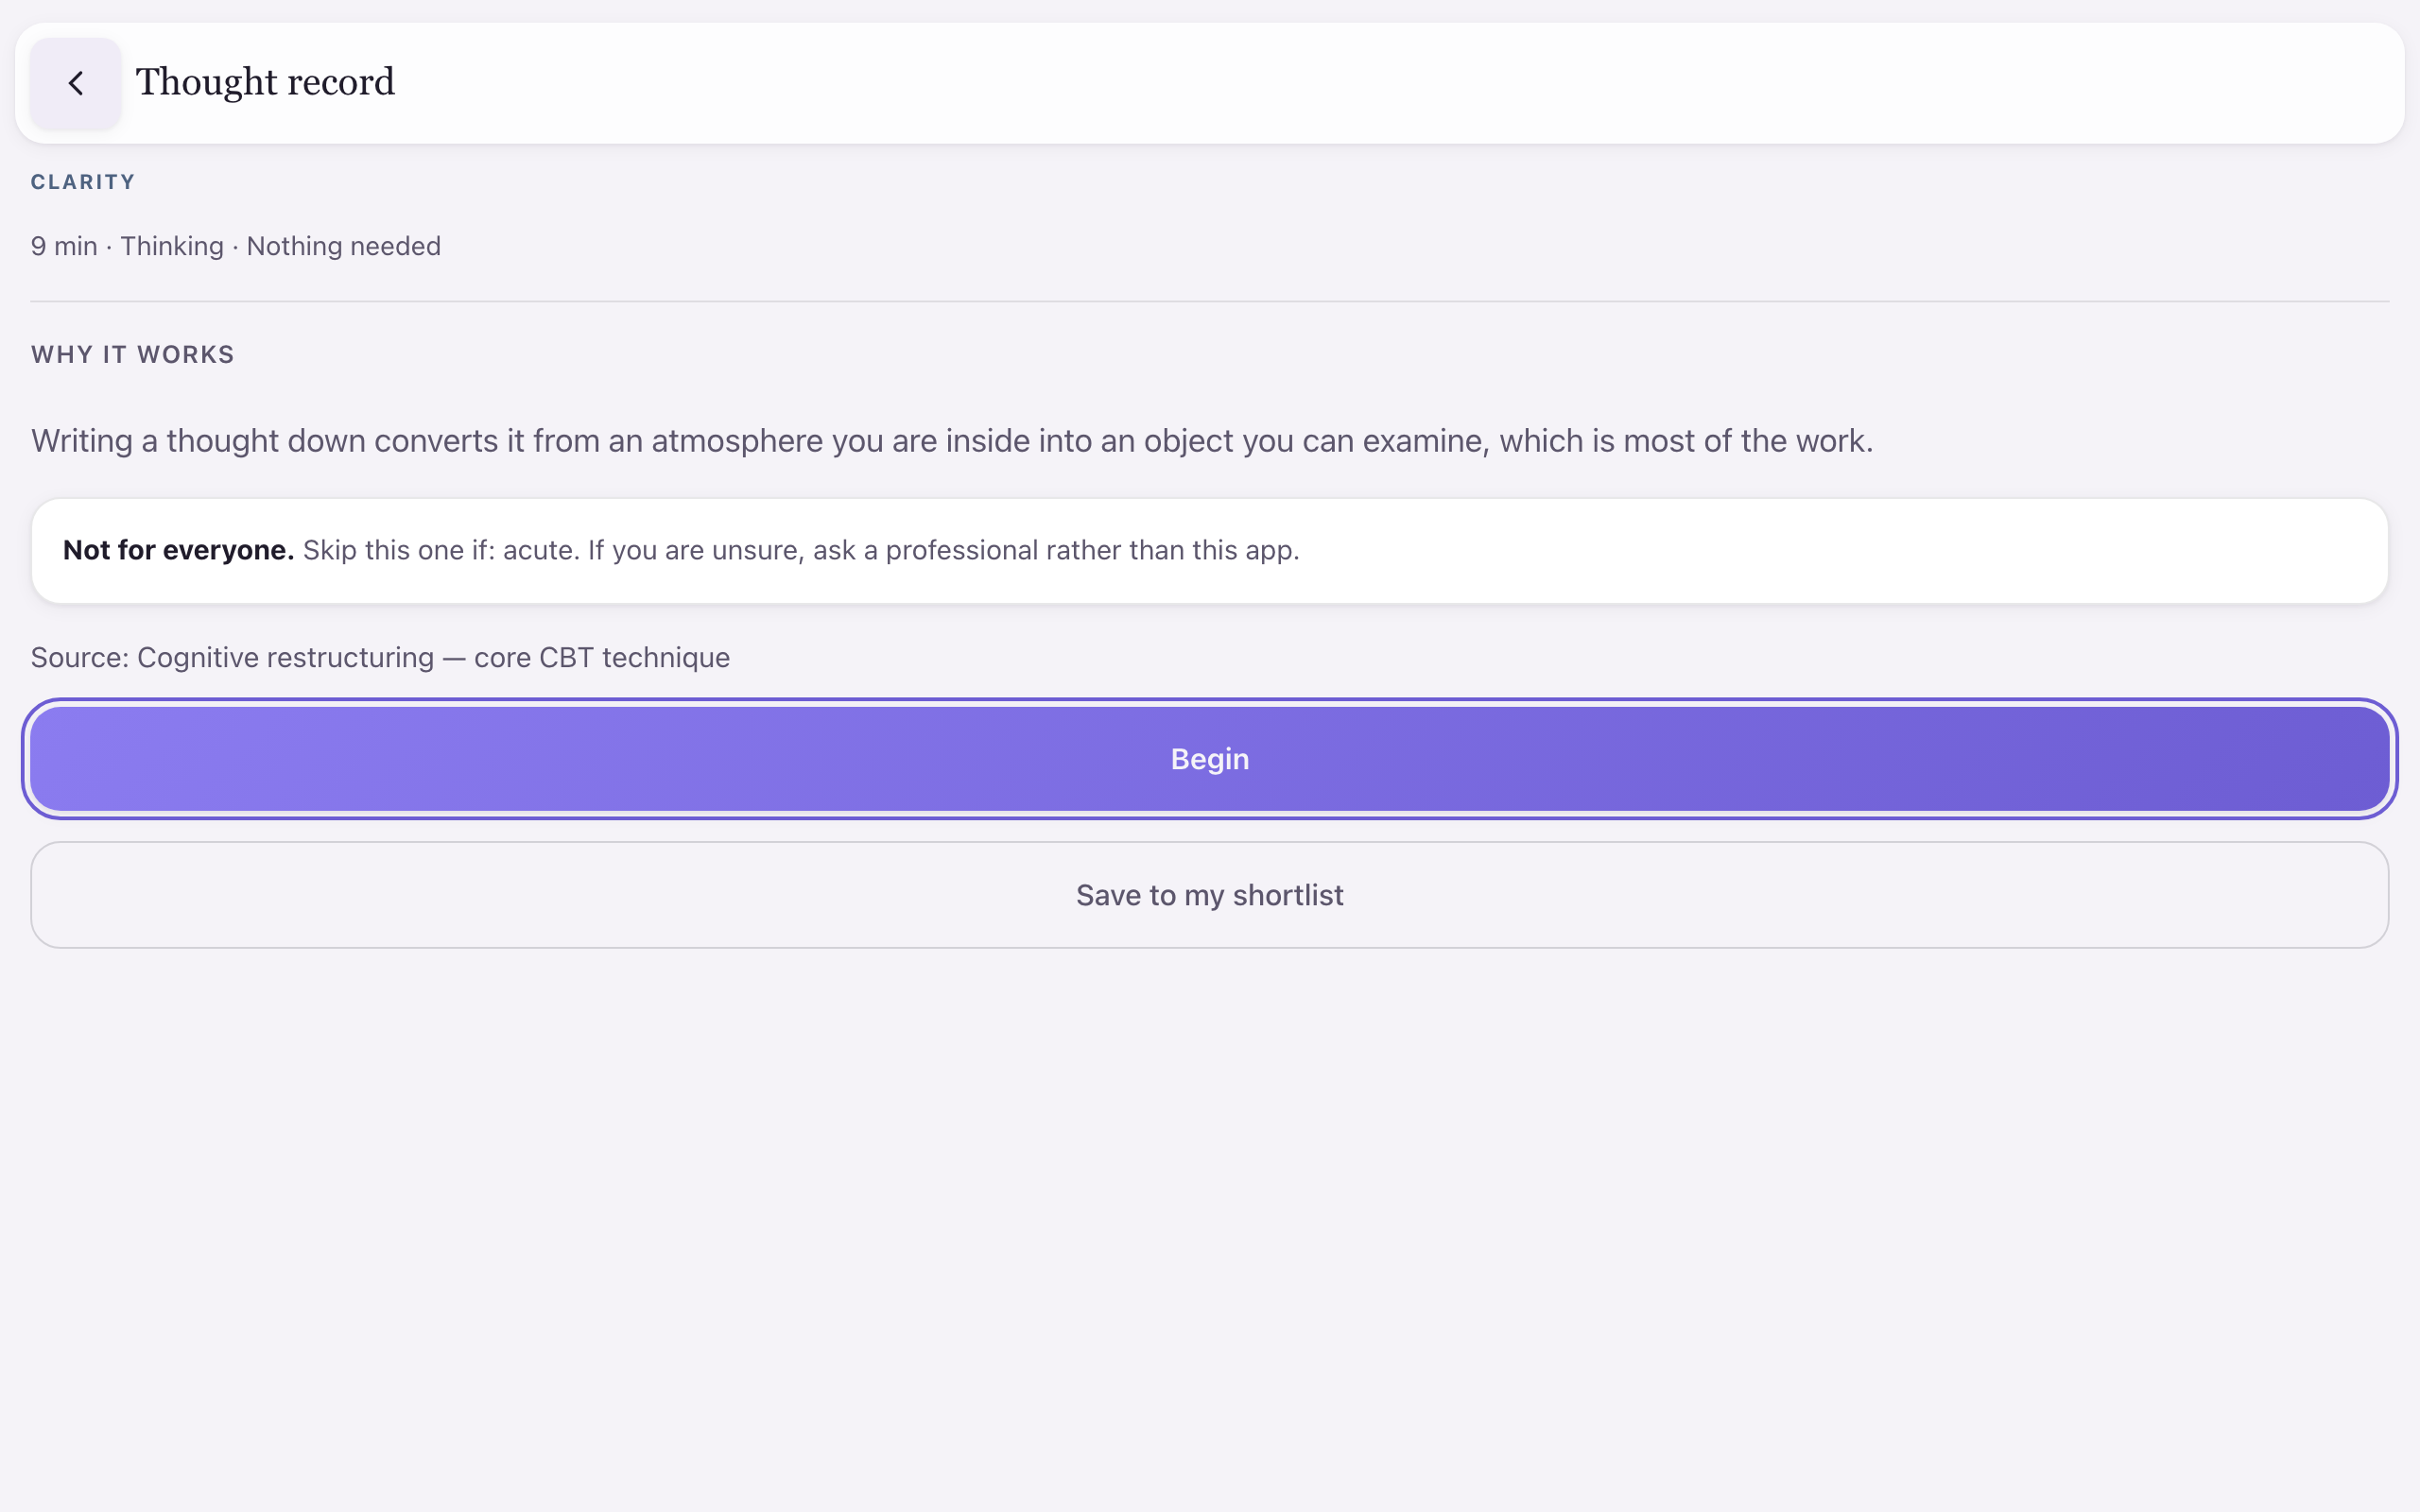 Thought record
CLARITY
9 min · Thinking · Nothing needed
WHY IT WORKS
Writing a thought down converts it from an atmosphere you are inside into an object you can examine, which is most of the work.
Not for everyone. Skip this one if: acute. If you are unsure, ask a professional rather than this app.
Source: Cognitive restructuring — core CBT technique
Begin
Save to my shortlist